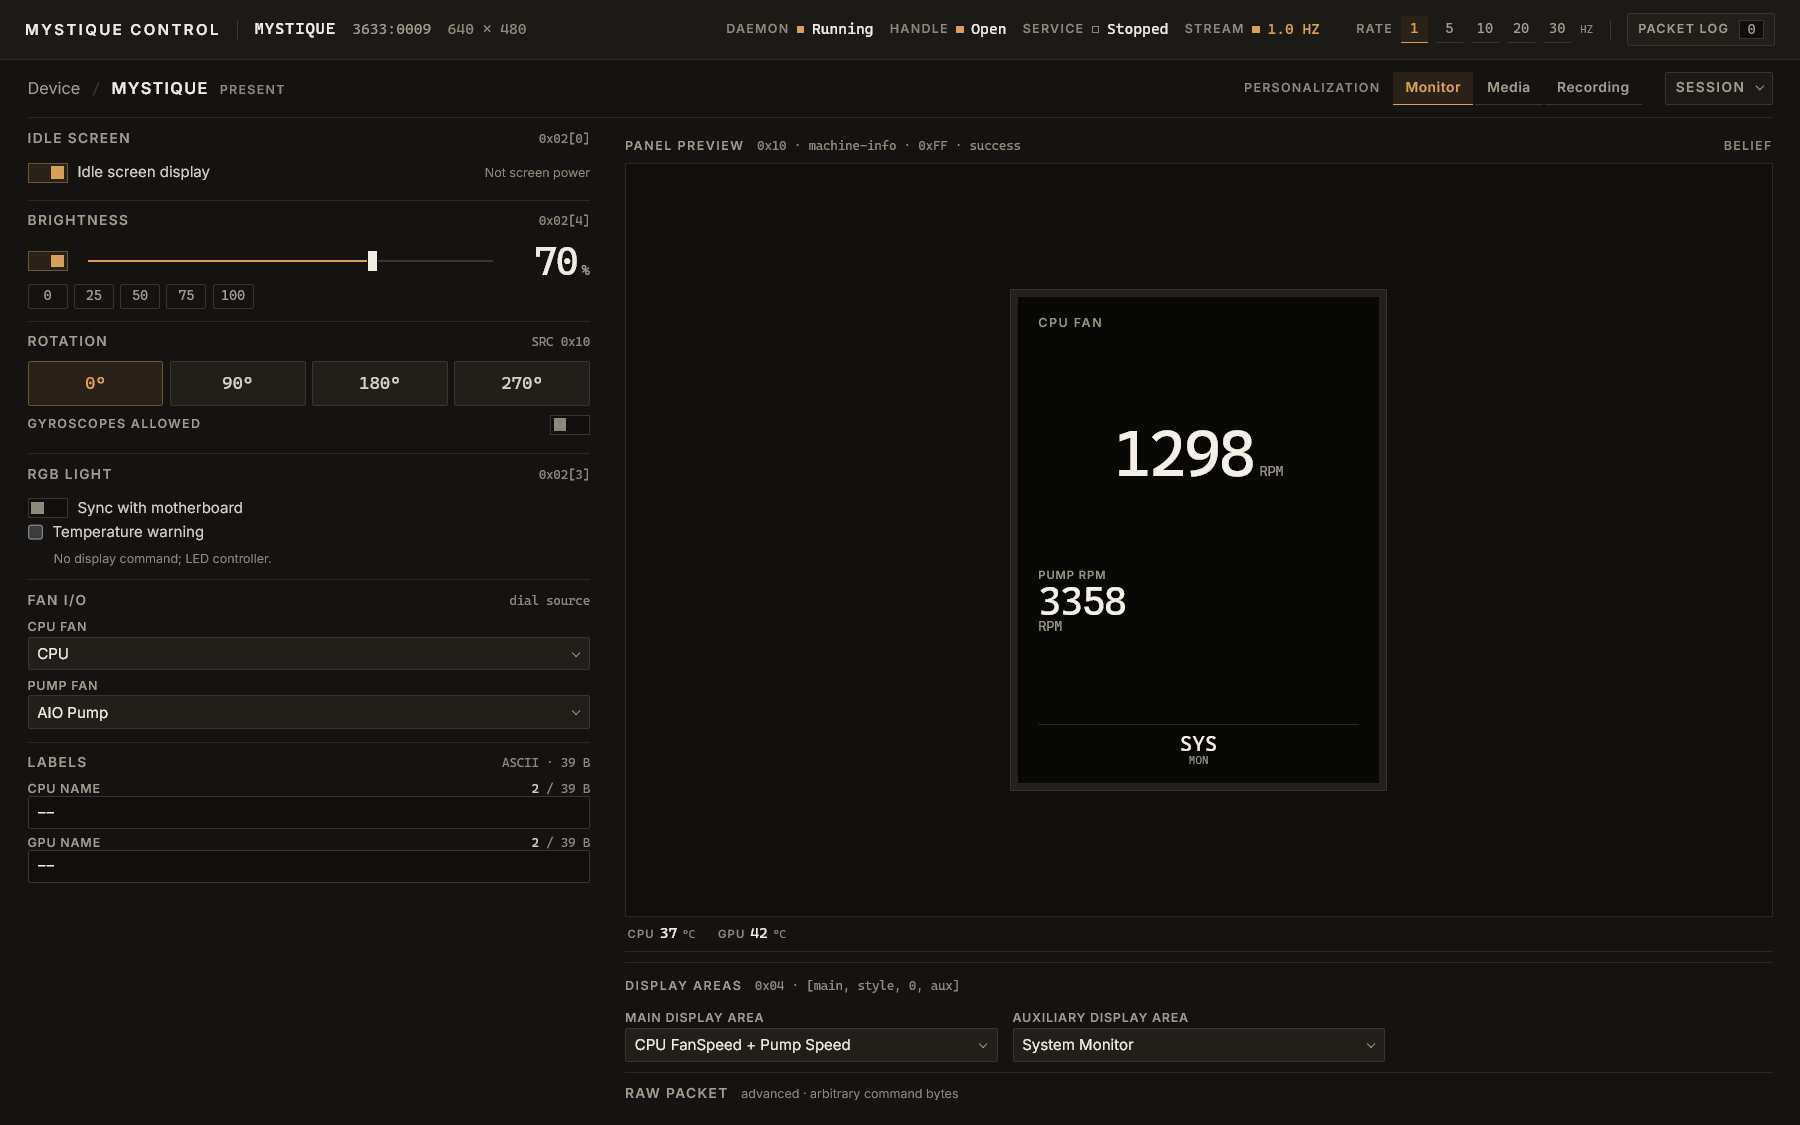 MYSTIQUE CONTROL MYSTIQUE 3633:0009 640 × 480 DAEMON Running HANDLE Open SERVICE Stopped STREAM 1.0 HZ RATE 1 5 10 20 30 HZ PACKET LOG 0
Device / MYSTIQUE PRESENT PERSONALIZATION Monitor Media Recording SESSION
IDLE SCREEN 0x02[0]
Idle screen display Not screen power
BRIGHTNESS 0x02[4]
70 %
0 25 50 75 100
ROTATION SRC 0x10
0° 90° 180° 270°
GYROSCOPES ALLOWED
RGB LIGHT 0x02[3]
Sync with motherboard
Temperature warning
No display command; LED controller.
FAN I/O dial source
CPU FAN
CPU
PUMP FAN
AIO Pump
LABELS ASCII · 39 B
CPU NAME 2 / 39 B
--
GPU NAME 2 / 39 B
--
PANEL PREVIEW 0x10 · machine-info · 0xFF · success BELIEF
CPU FAN
1298 RPM
PUMP RPM
3358
RPM
SYS
MON
CPU 37 °C GPU 42 °C
DISPLAY AREAS 0x04 · [main, style, 0, aux]
MAIN DISPLAY AREA AUXILIARY DISPLAY AREA
CPU FanSpeed + Pump Speed System Monitor
RAW PACKET advanced · arbitrary command bytes